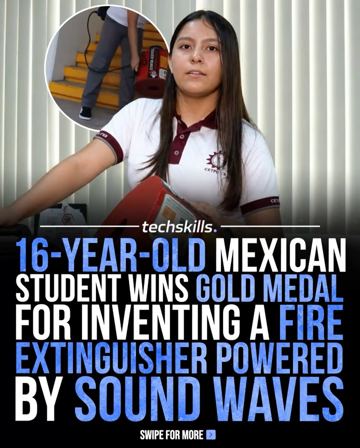 techskills.
16-YEAR-OLD MEXICAN
STUDENT WINS GOLD MEDAL
FOR INVENTING A FIRE
EXTINGUISHER POWERED
BY SOUND WAVES
SWIPE FOR MORE